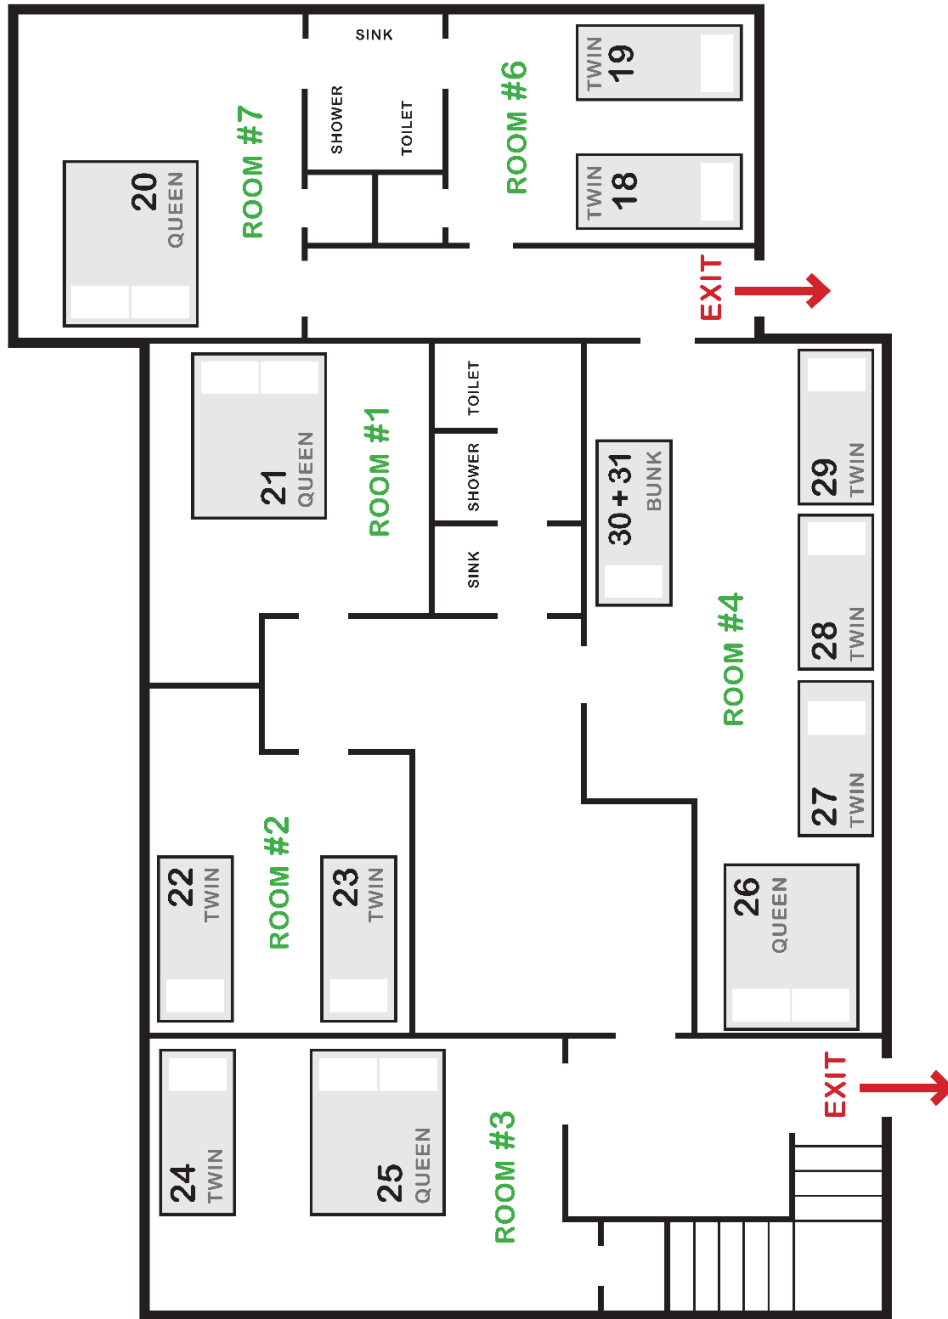 SINK
SHOWER
TOILET
ROOM #7
20
QUEEN
ROOM #6
TWIN
19
TWIN
18
EXIT
21
QUEEN
ROOM #1
TOILET
SHOWER
SINK
30 + 31
BUNK
29
TWIN
28
TWIN
27
TWIN
ROOM #4
26
QUEEN
22
TWIN
ROOM #2
23
TWIN
24
TWIN
25
QUEEN
ROOM #3
EXIT